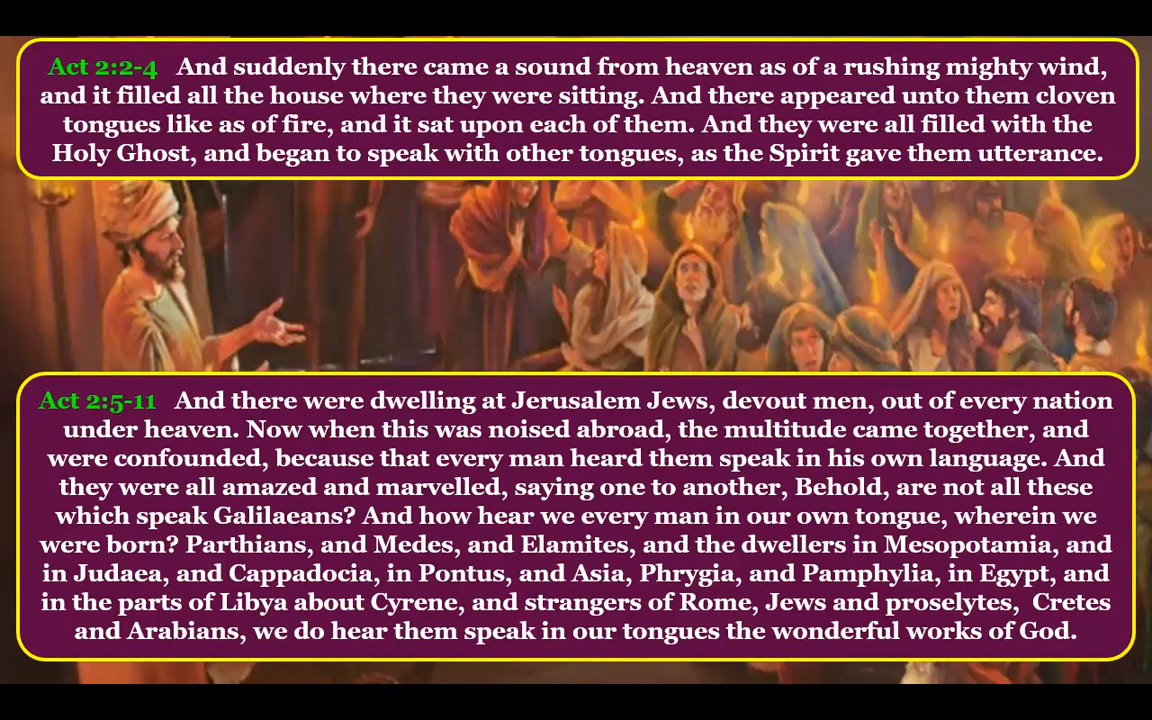 Act 2:2-4 And suddenly there came a sound from heaven as of a rushing mighty wind,
and it filled all the house where they were sitting. And there appeared unto them cloven
tongues like as of fire, and it sat upon each of them. And they were all filled with the
Holy Ghost, and began to speak with other tongues, as the Spirit gave them utterance.
Act 2:5-11 And there were dwelling at Jerusalem Jews, devout men, out of every nation
under heaven. Now when this was noised abroad, the multitude came together, and
were confounded, because that every man heard them speak in his own language. And
they were all amazed and marvelled, saying one to another, Behold, are not all these
which speak Galilaeans? And how hear we every man in our own tongue, wherein we
were born? Parthians, and Medes, and Elamites, and the dwellers in Mesopotamia, and
in Judaea, and Cappadocia, in Pontus, and Asia, Phrygia, and Pamphylia, in Egypt, and
in the parts of Libya about Cyrene, and strangers of Rome, Jews and proselytes, Cretes
and Arabians, we do hear them speak in our tongues the wonderful works of God.